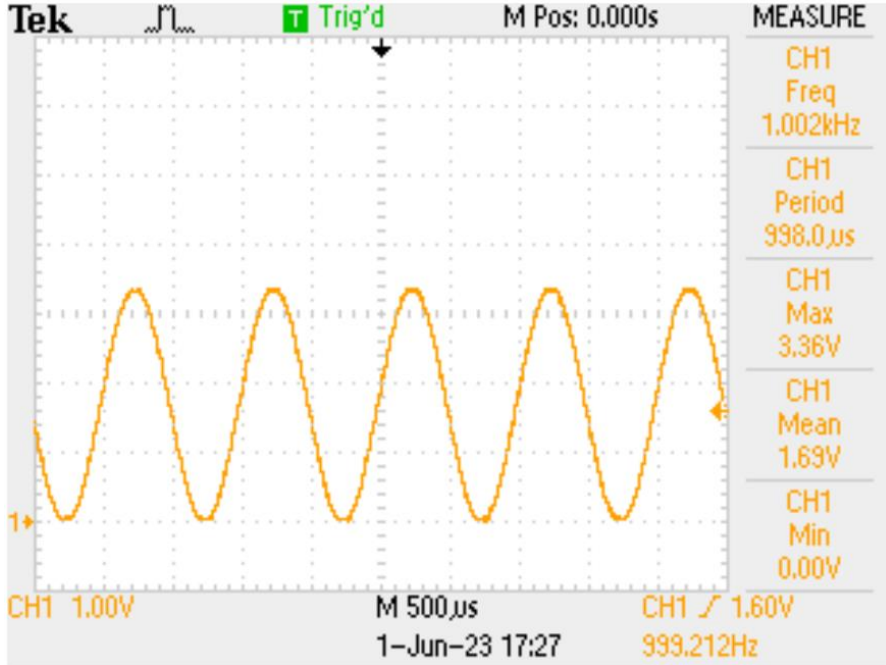 Tek T Trig'd M Pos: 0.000s MEASURE
CH1
Freq
1.002kHz
CH1
Period
998.0µs
CH1
Max
3.36V
CH1
Mean
1.69V
CH1
Min
0.00V
1
CH1 1.00V M 500µs CH1 1.60V
1-Jun-23 17:27 999.212Hz